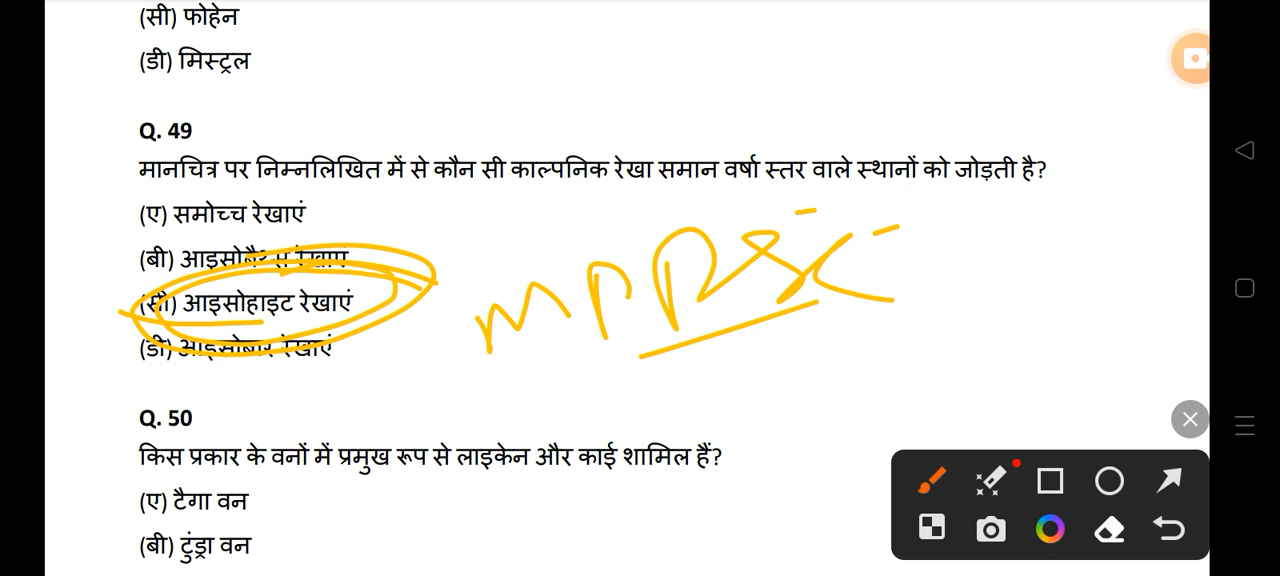 (सी) फोहेन
(डी) मिस्ट्रल
Q. 49
मानचित्र पर निम्नलिखित में से कौन सी काल्पनिक रेखा समान वर्षा स्तर वाले स्थानों को जोड़ती है?
(ए) समोच्च रेखाएं
(बी) रेखाएं
(सी) आइसोहाइट रेखाएं
(डी) आइसोबार रेखाएं
MPPSC
Q. 50
किस प्रकार के वनों में प्रमुख रूप से लाइकेन और काई शामिल हैं?
(ए) टैगा वन
(बी) टुंड्रा वन